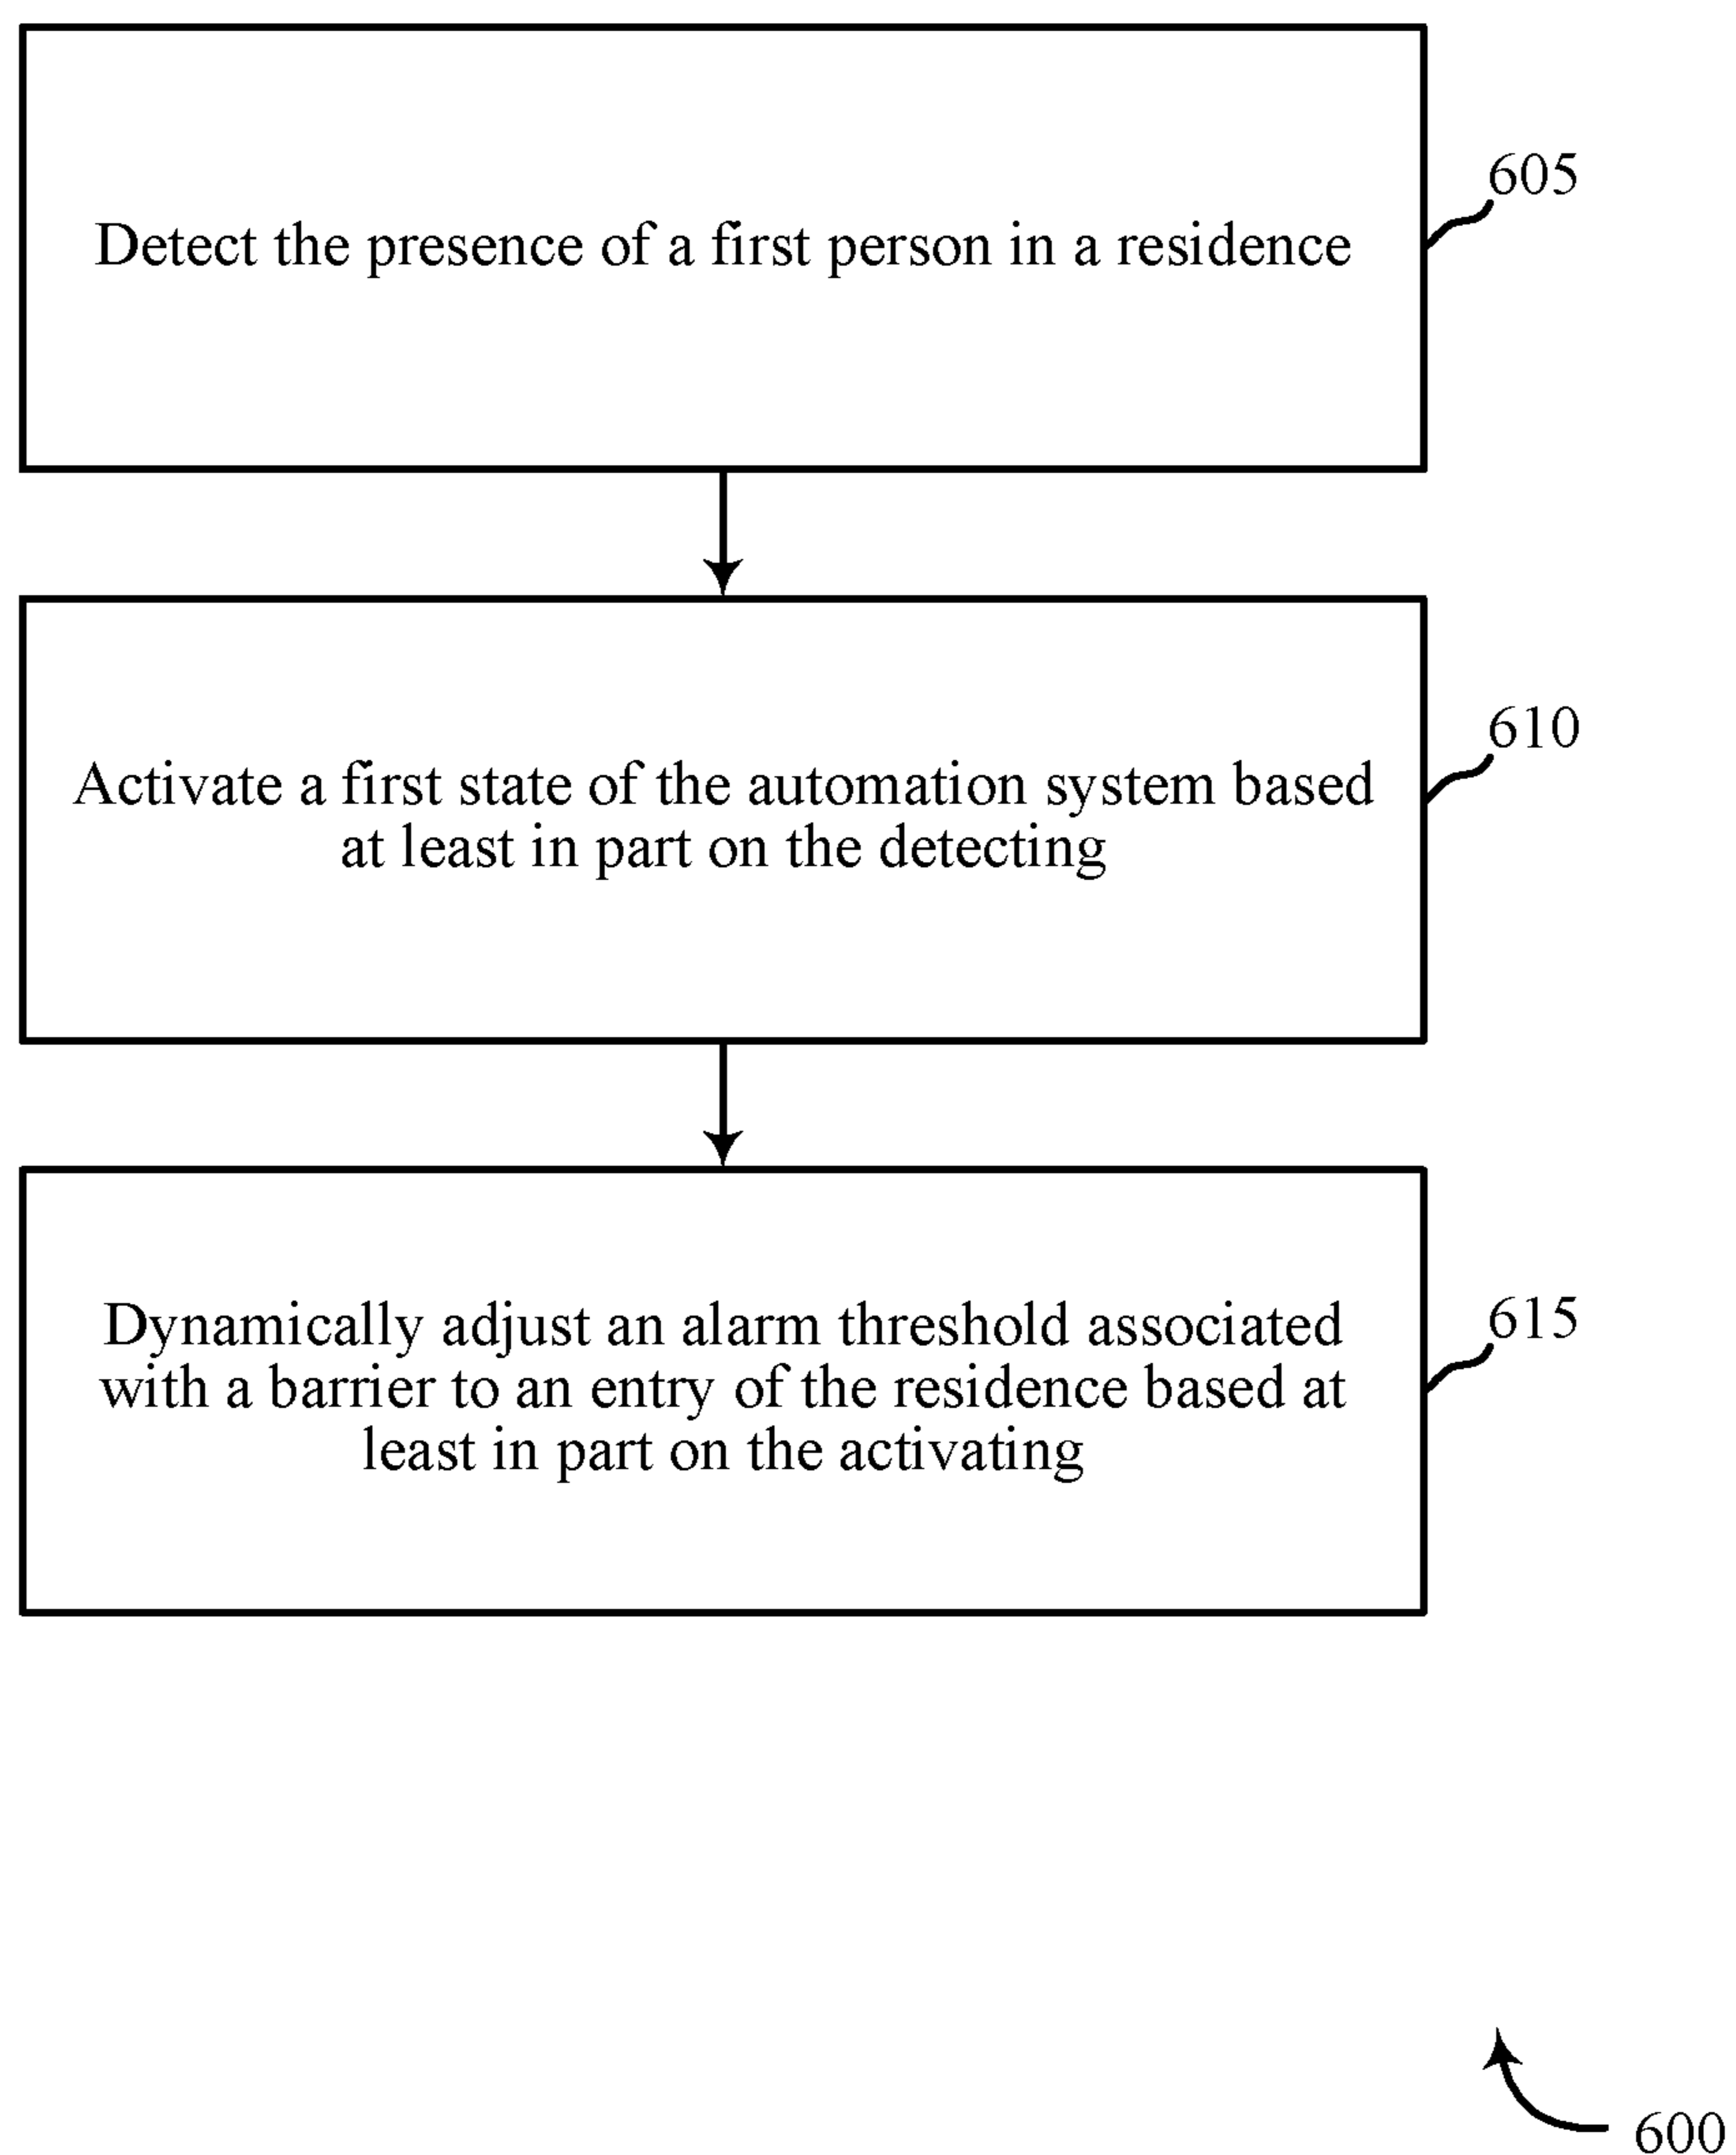 Detect the presence of a first person in a residence
605
Activate a first state of the automation system based
at least in part on the detecting
610
Dynamically adjust an alarm threshold associated
with a barrier to an entry of the residence based at
least in part on the activating
615
600